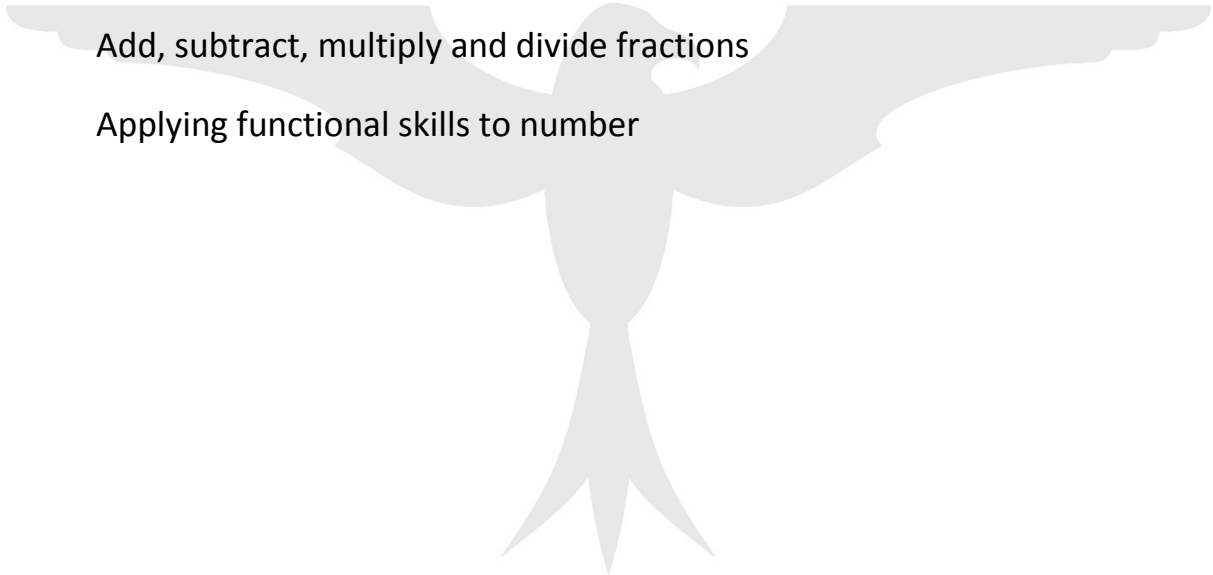 Add, subtract, multiply and divide fractions
Applying functional skills to number